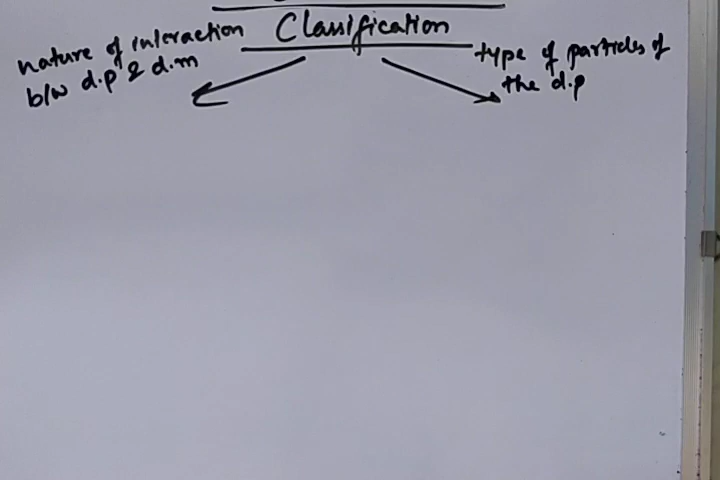 Classification
nature of interaction
b/w d.p & d.m
type of particles of
the d.p